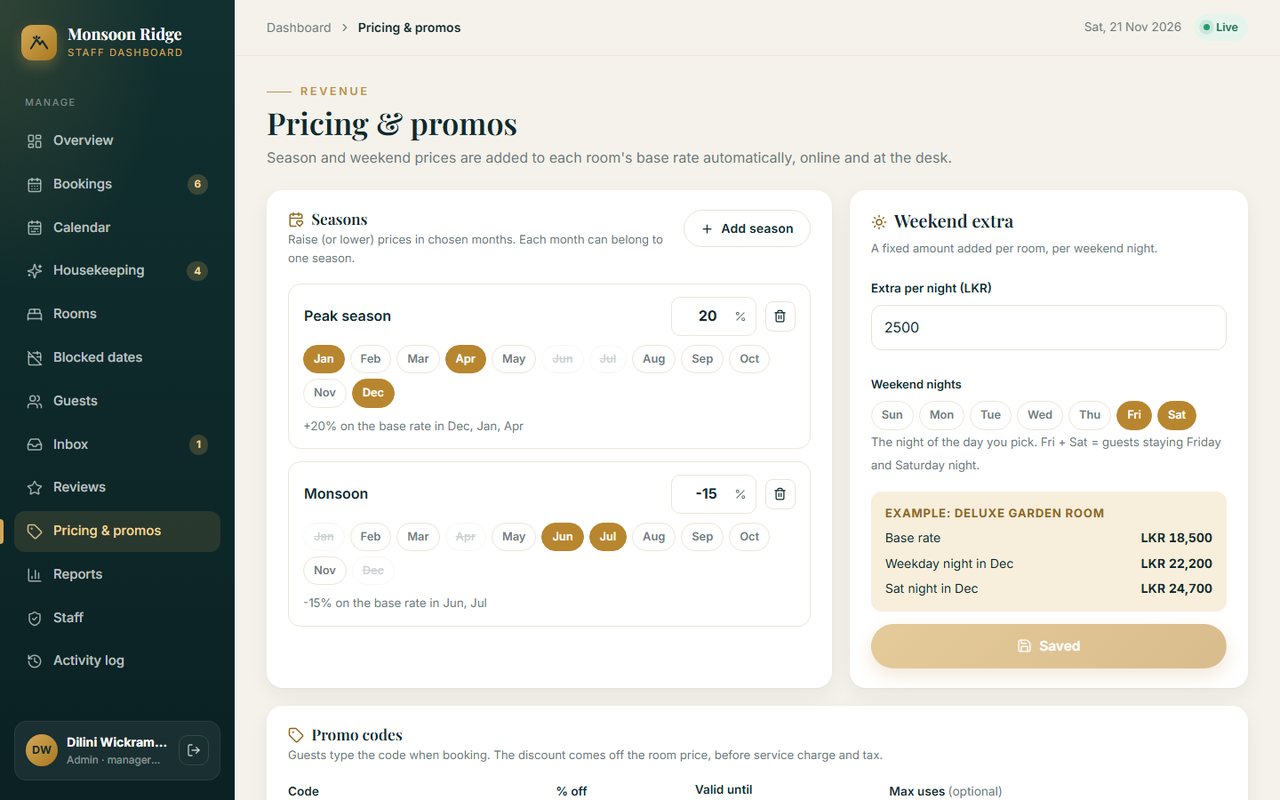 Monsoon Ridge
STAFF DASHBOARD
MANAGE
Overview
Bookings 6
Calendar
Housekeeping 4
Rooms
Blocked dates
Guests
Inbox 1
Reviews
Pricing & promos
Reports
Staff
Activity log
DW
Dilini Wickram...
Admin · manager...
Dashboard > Pricing & promos
Sat, 21 Nov 2026
Live
REVENUE
Pricing & promos
Season and weekend prices are added to each room's base rate automatically, online and at the desk.
Seasons
Raise (or lower) prices in chosen months. Each month can belong to
one season.
+ Add season
Peak season
20 %
Jan Feb Mar Apr May Jun Jul Aug Sep Oct
Nov Dec
+20% on the base rate in Dec, Jan, Apr
Monsoon
-15 %
Jan Feb Mar Apr May Jun Jul Aug Sep Oct
Nov Dec
-15% on the base rate in Jun, Jul
Weekend extra
A fixed amount added per room, per weekend night.
Extra per night (LKR)
2500
Weekend nights
Sun Mon Tue Wed Thu Fri Sat
The night of the day you pick. Fri + Sat = guests staying Friday
and Saturday night.
EXAMPLE: DELUXE GARDEN ROOM
Base rate LKR 18,500
Weekday night in Dec LKR 22,200
Sat night in Dec LKR 24,700
Saved
Promo codes
Guests type the code when booking. The discount comes off the room price, before service charge and tax.
Code % off Valid until Max uses (optional)